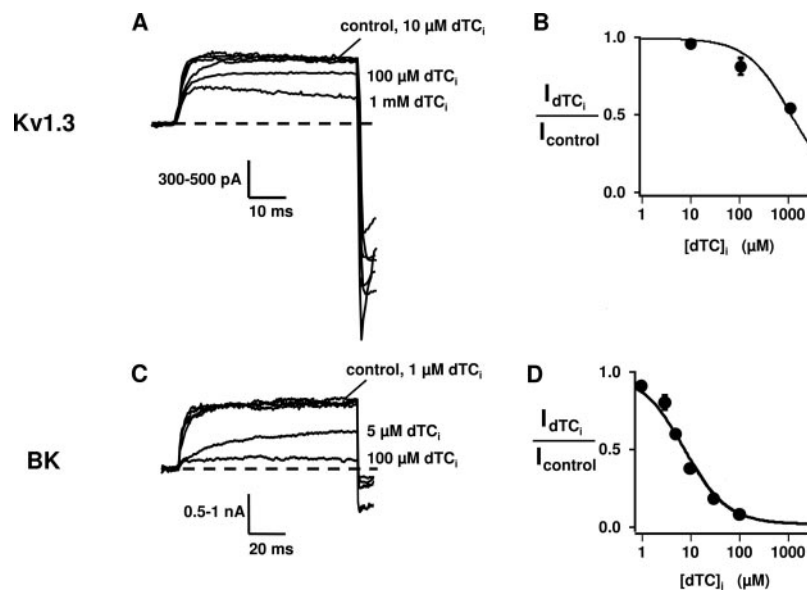 A
control, 10 µM dTCi
100 µM dTCi
1 mM dTCi
Kv1.3
300-500 pA
10 ms
B
1.0
0.5
0.0
IdTCi
Icontrol
1 10 100 1000
[dTC]i (µM)
C
control, 1 µM dTCi
5 µM dTCi
100 µM dTCi
BK
0.5-1 nA
20 ms
D
1.0
0.5
0.0
IdTCi
Icontrol
1 10 100 1000
[dTC]i (µM)